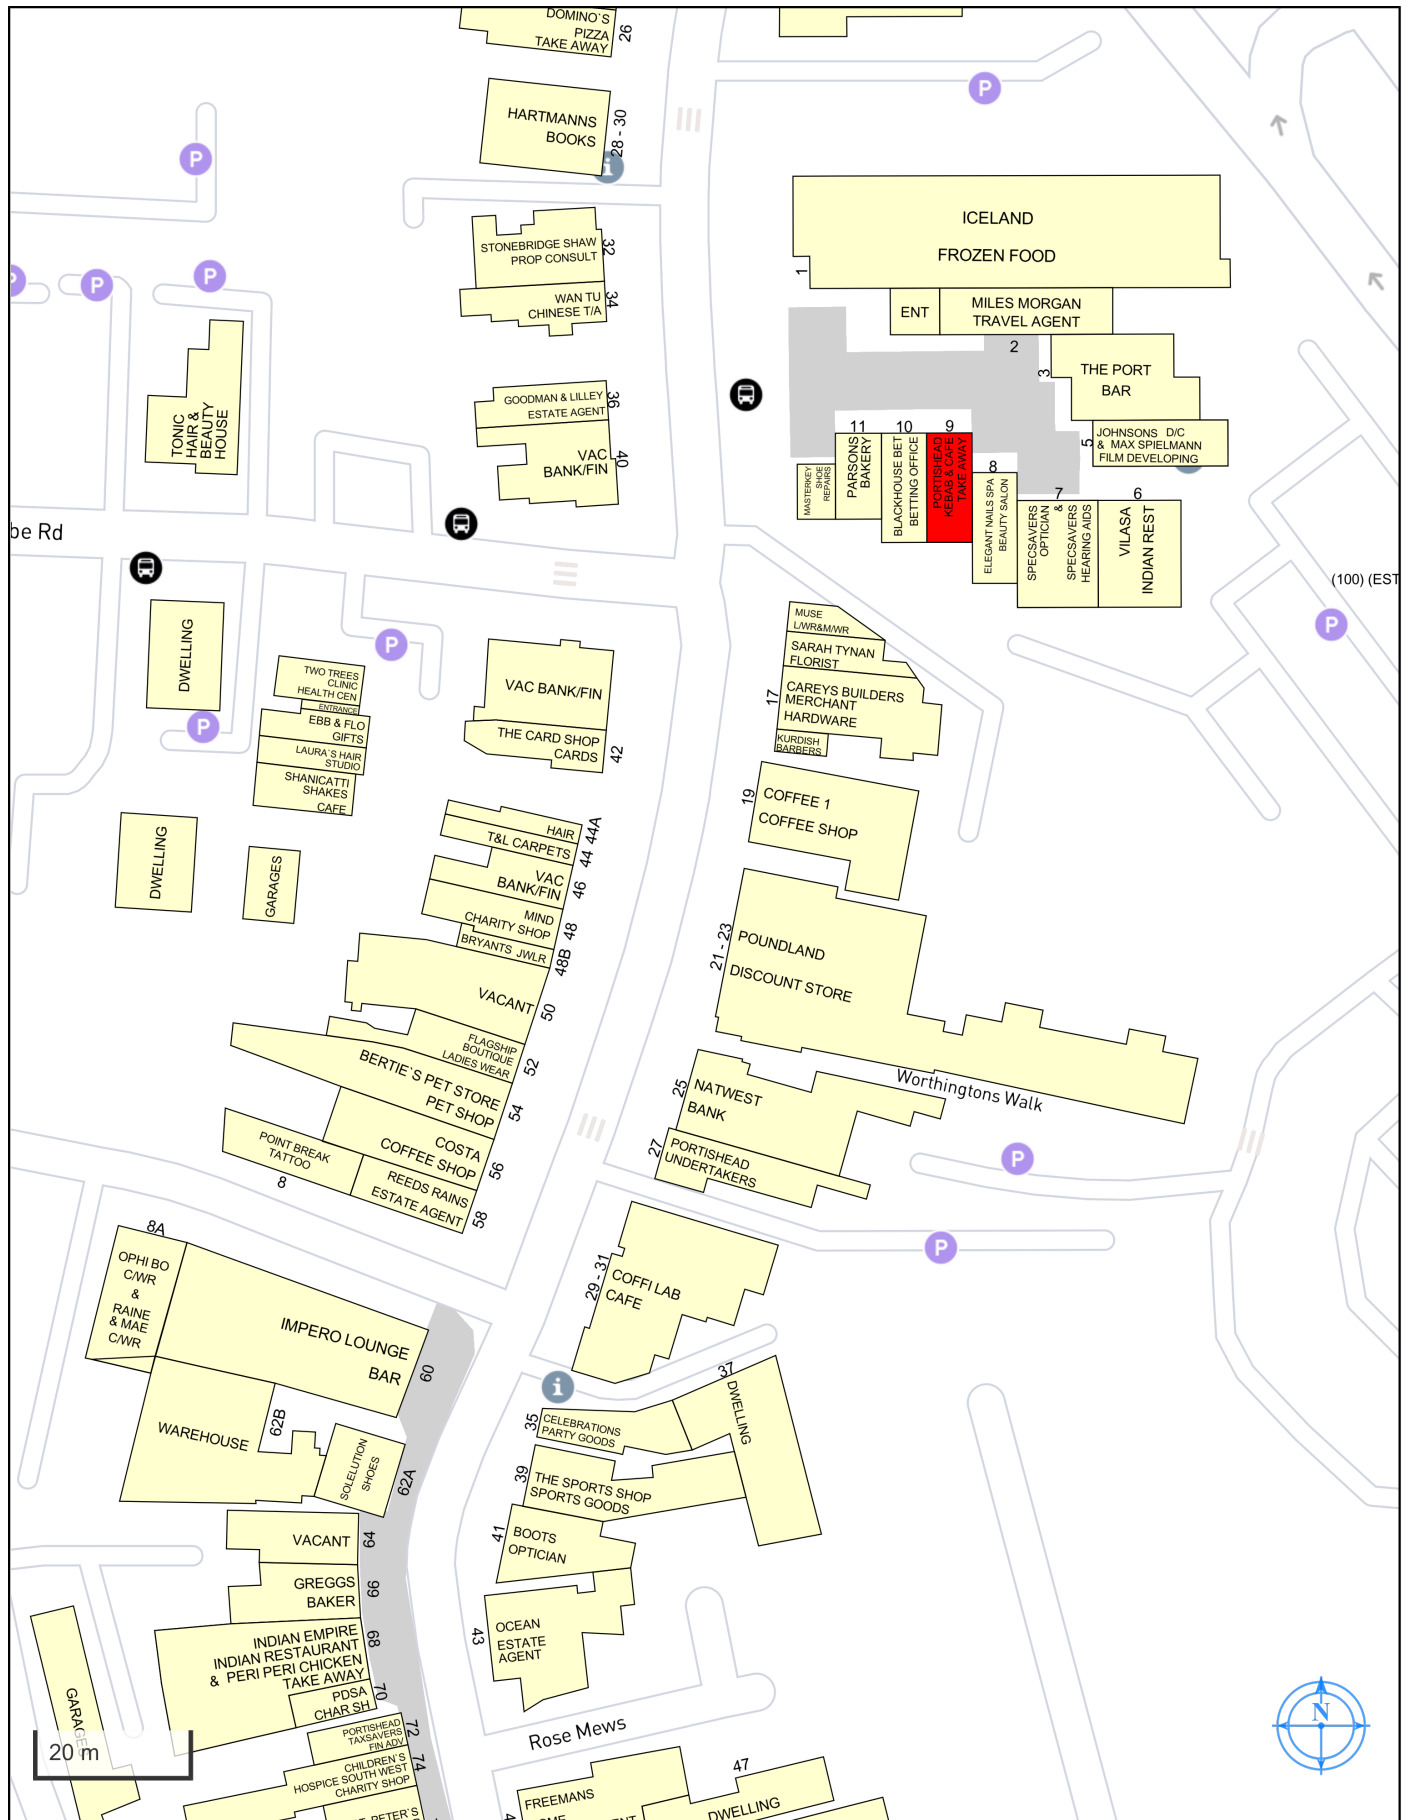 DOMINO`S
PIZZA
TAKE AWAY
26
HARTMANNS
BOOKS
28 - 30
P
P
STONEBRIDGE SHAW
PROP CONSULT
32
WAN TU
CHINESE T/A
34
P
P
ICELAND
FROZEN FOOD
1
ENT
MILES MORGAN
TRAVEL AGENT
2
THE PORT
BAR
3
JOHNSONS D/C
& MAX SPIELMANN
FILM DEVELOPING
5
TONIC
HAIR &
BEAUTY
HOUSE
GOODMAN & LILLEY
ESTATE AGENT
36
VAC
BANK/FIN
40
MASTERKEY
SHOE
REPAIRS
11
PARSONS
BAKERY
10
BLACKHOUSE BET
BETTING OFFICE
9
PORTISHEAD
KEBAB & CAFE
TAKE AWAY
8
ELEGANT NAILS SPA
BEAUTY SALON
7
SPECSAVERS
OPTICIAN
&
SPECSAVERS
HEARING AIDS
6
VILASA
INDIAN REST
be Rd
(100) (EST
P
DWELLING
P
P
TWO TREES
CLINIC
HEALTH CEN
ENTRANCE
EBB & FLO
GIFTS
LAURA`S HAIR
STUDIO
SHANICATTI
SHAKES
CAFE
VAC BANK/FIN
THE CARD SHOP
CARDS
42
MUSE
L/WR&M/WR
SARAH TYNAN
FLORIST
CAREYS BUILDERS
MERCHANT
HARDWARE
17
KURDISH
BARBERS
COFFEE 1
COFFEE SHOP
19
DWELLING
GARAGES
HAIR
44A
T&L CARPETS
44
VAC
BANK/FIN
46
MIND
CHARITY SHOP
48
BRYANTS JWLR
48B
VACANT
50
FLAGSHIP
BOUTIQUE
LADIES WEAR
52
BERTIE`S PET STORE
PET SHOP
54
COSTA
COFFEE SHOP
56
REEDS RAINS
ESTATE AGENT
58
POINT BREAK
TATTOO
8
POUNDLAND
DISCOUNT STORE
21 - 23
Worthingtons Walk
NATWEST
BANK
25
PORTISHEAD
UNDERTAKERS
27
P
P
8A
OPHI BO
C/WR
&
RAINE
& MAE
C/WR
IMPERO LOUNGE
BAR
60
COFFI LAB
CAFE
29 - 31
WAREHOUSE
62B
SOLELUTION
SHOES
62A
i
CELEBRATIONS
PARTY GOODS
35
37
DWELLING
THE SPORTS SHOP
SPORTS GOODS
39
BOOTS
OPTICIAN
41
OCEAN
ESTATE
AGENT
43
VACANT
64
GREGGS
BAKER
66
INDIAN EMPIRE
INDIAN RESTAURANT
& PERI PERI CHICKEN
TAKE AWAY
68
PDSA
CHAR SH
70
PORTISHEAD
TAXSAVERS
FIN ADV
72
CHILDREN`S
HOSPICE SOUTH WEST
CHARITY SHOP
74
GARAGES
20 m
Rose Mews
N
FREEMANS
47
DWELLING